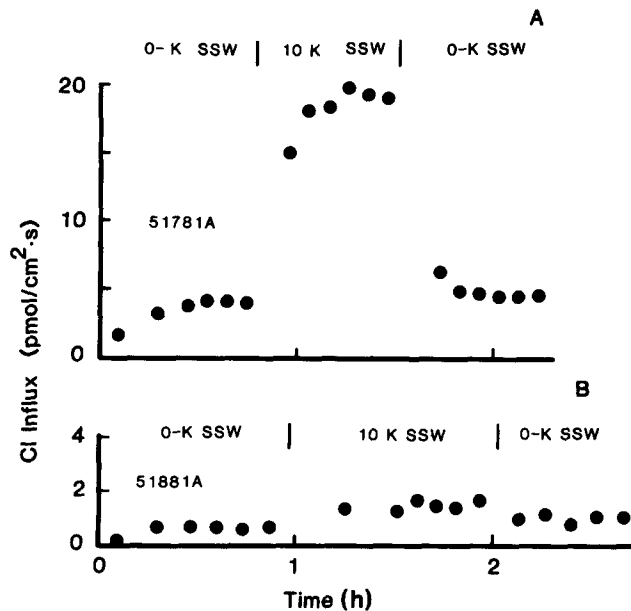 A
0-K SSW | 10 K SSW | 0-K SSW
20
10
0
51781A
Cl Influx (pmol/cm²·s)
B
0-K SSW | 10 K SSW | 0-K SSW
4
2
0
51881A
0 1 2
Time (h)